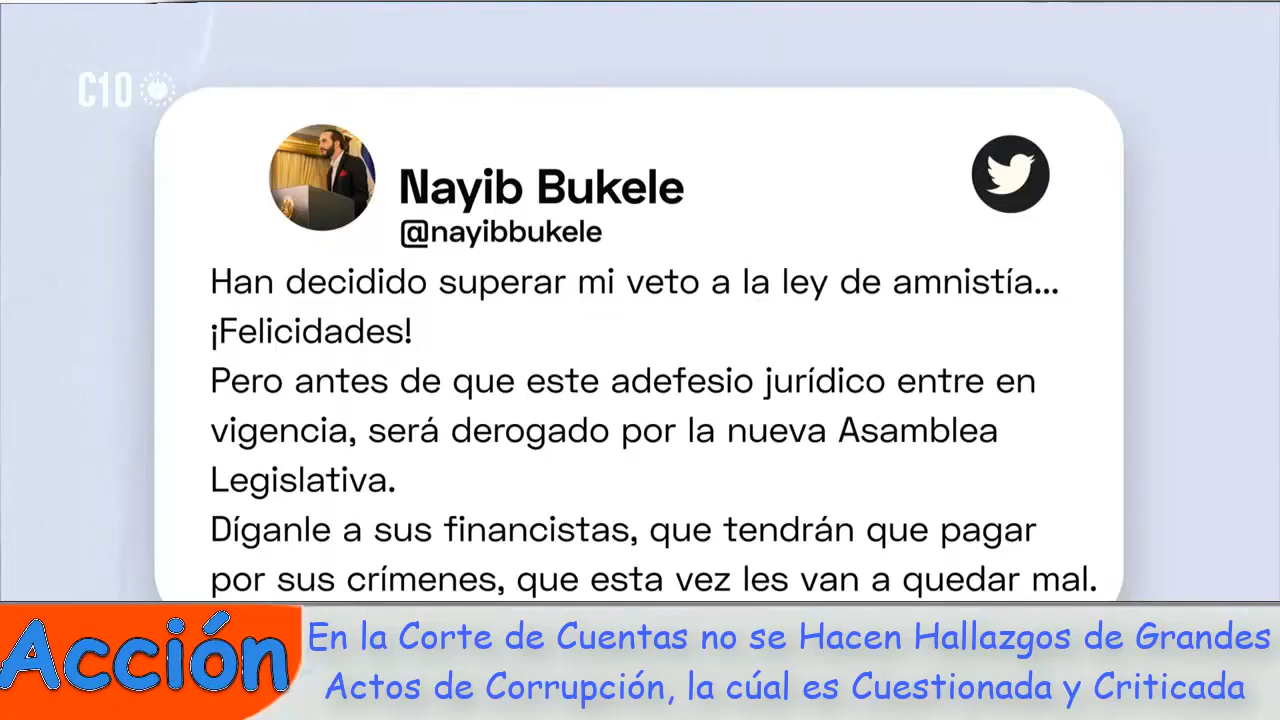 C10
Nayib Bukele
@nayibbukele
Han decidido superar mi veto a la ley de amnistía...
¡Felicidades!
Pero antes de que este adefesio jurídico entre en
vigencia, será derogado por la nueva Asamblea
Legislativa.
Díganle a sus financistas, que tendrán que pagar
por sus crímenes, que esta vez les van a quedar mal.
Acción
En la Corte de Cuentas no se Hacen Hallazgos de Grandes
Actos de Corrupción, la cúal es Cuestionada y Criticada